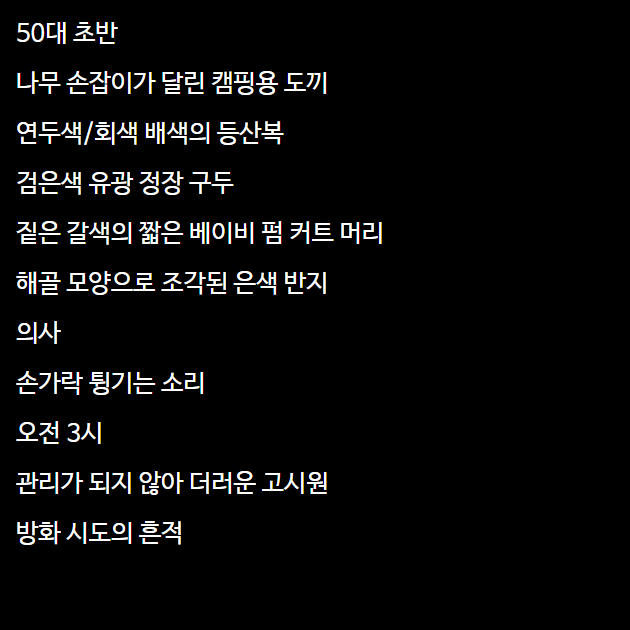 50대 초반
나무 손잡이가 달린 캠핑용 도끼
연두색/회색 배색의 등산복
검은색 유광 정장 구두
짙은 갈색의 짧은 베이비 펌 커트 머리
해골 모양으로 조각된 은색 반지
의사
손가락 튕기는 소리
오전 3시
관리가 되지 않아 더러운 고시원
방화 시도의 흔적